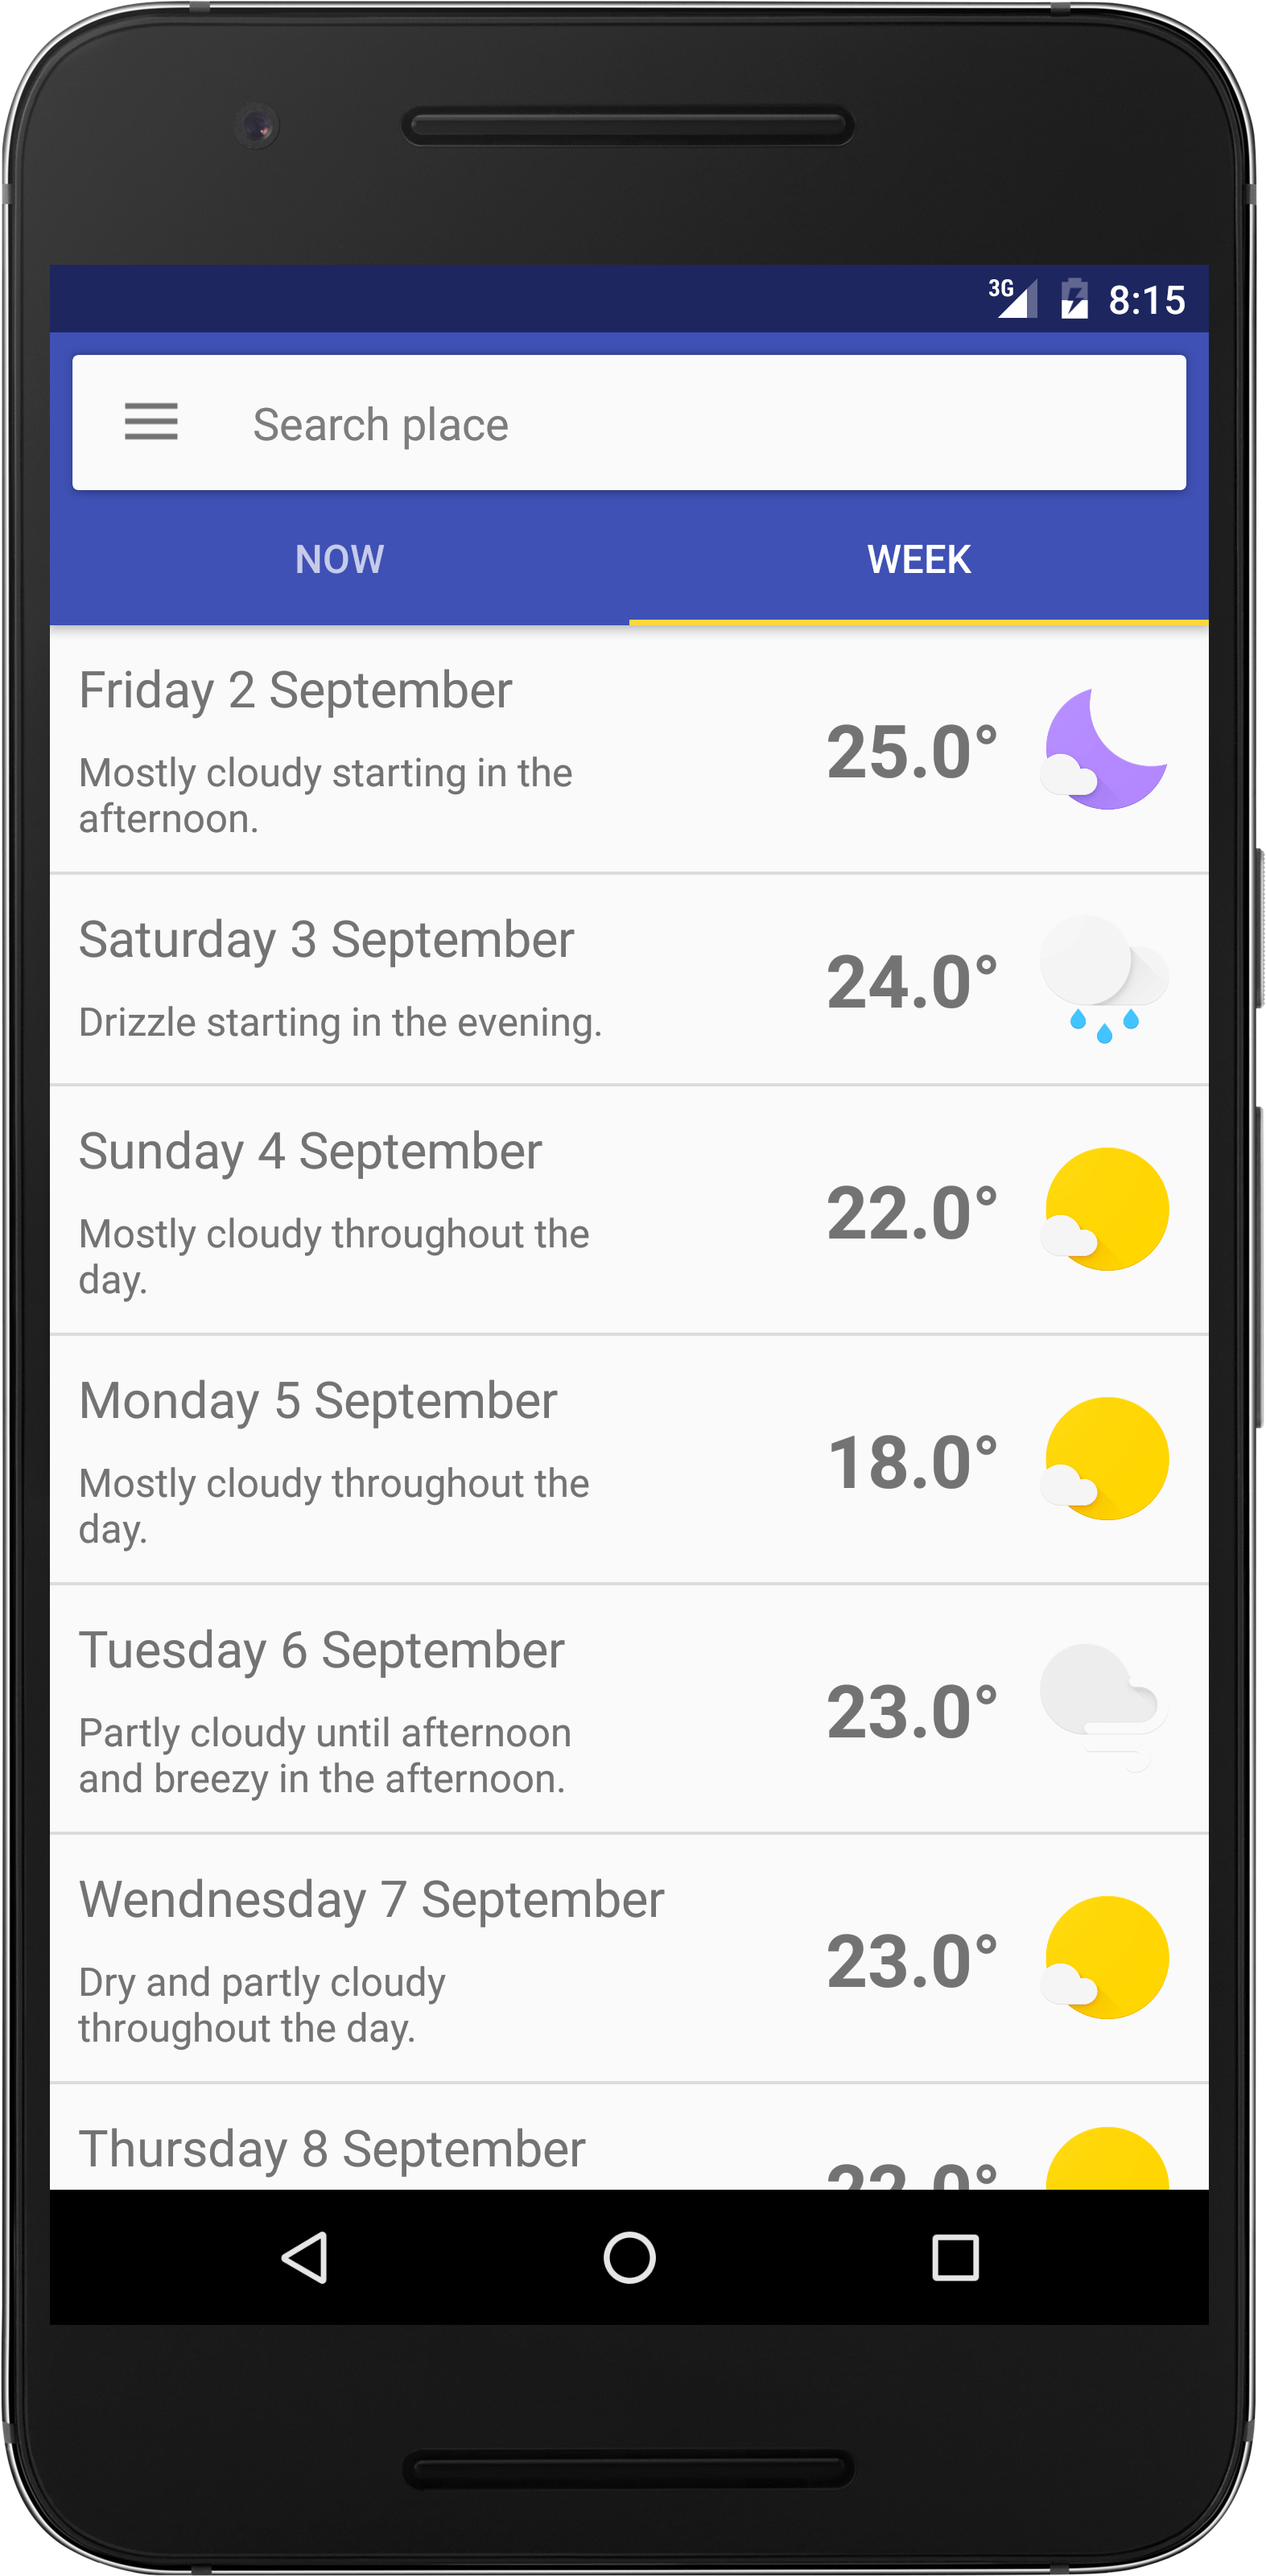 3G 8:15
Search place
NOW WEEK
Friday 2 September
25.0°
Mostly cloudy starting in the
afternoon.
Saturday 3 September
24.0°
Drizzle starting in the evening.
Sunday 4 September
22.0°
Mostly cloudy throughout the
day.
Monday 5 September
18.0°
Mostly cloudy throughout the
day.
Tuesday 6 September
23.0°
Partly cloudy until afternoon
and breezy in the afternoon.
Wendnesday 7 September
23.0°
Dry and partly cloudy
throughout the day.
Thursday 8 September